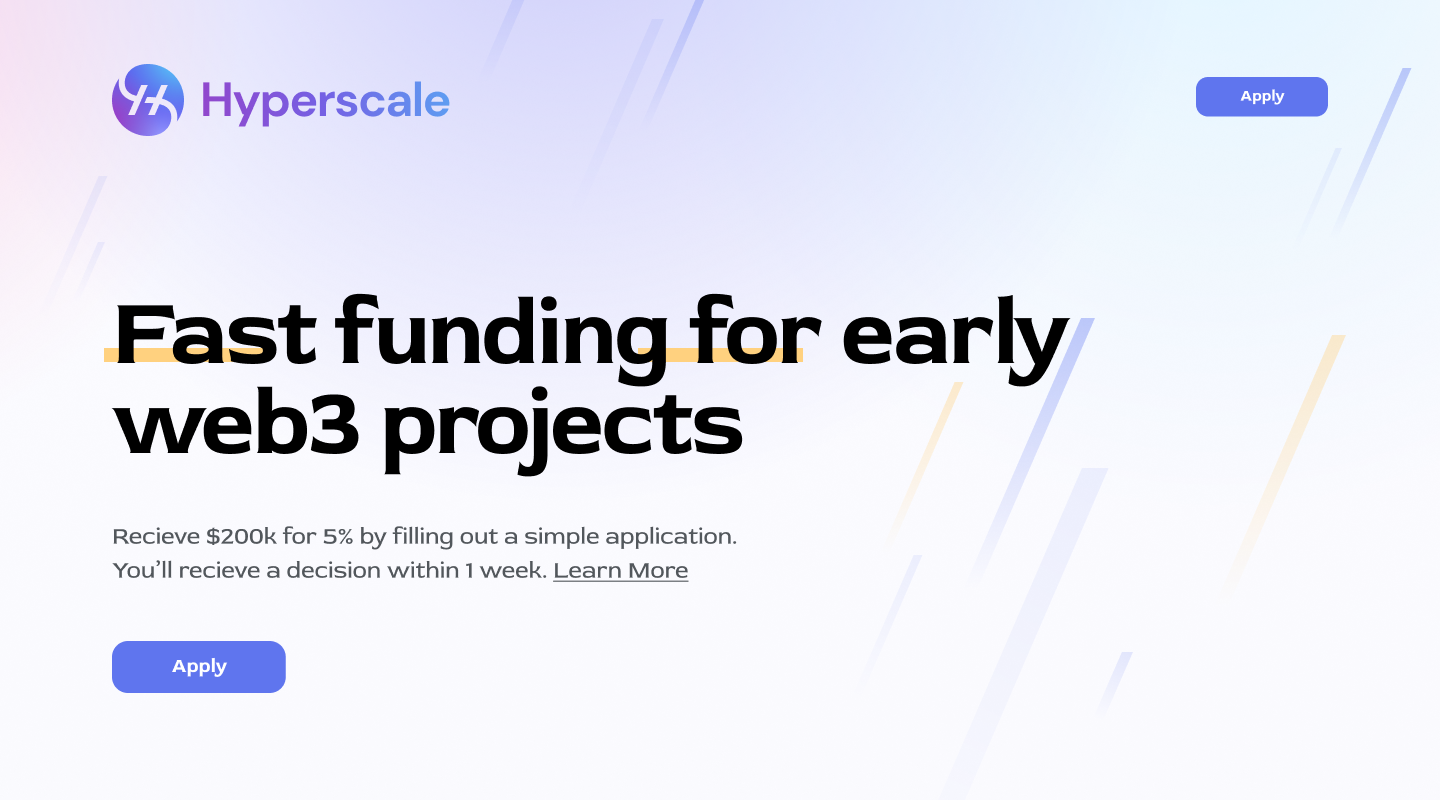 Hyperscale
Apply
Fast funding for early
web3 projects
Recieve $200k for 5% by filling out a simple application.
You’ll recieve a decision within 1 week. Learn More
Apply